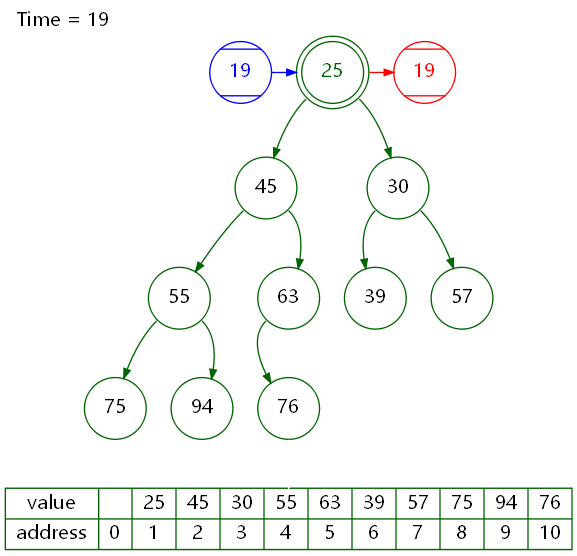 Time = 19
19 25 19
45 30
55 63 39 57
75 94 76
value 25 45 30 55 63 39 57 75 94 76
address 0 1 2 3 4 5 6 7 8 9 10